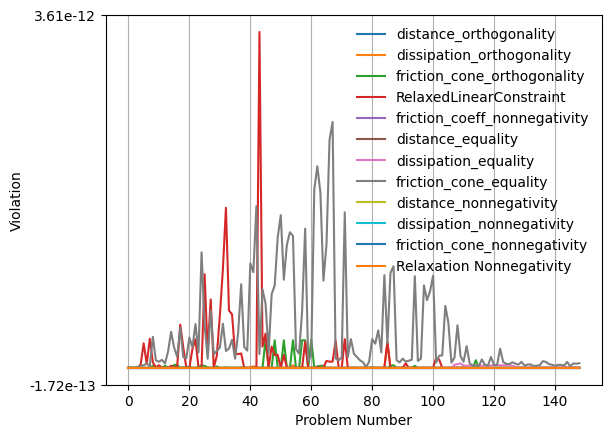 3.61e-12
distance_orthogonality
dissipation_orthogonality
friction_cone_orthogonality
RelaxedLinearConstraint
friction_coeff_nonnegativity
distance_equality
dissipation_equality
friction_cone_equality
distance_nonnegativity
dissipation_nonnegativity
friction_cone_nonnegativity
Relaxation Nonnegativity
Violation
-1.72e-13
0 20 40 60 80 100 120 140
Problem Number